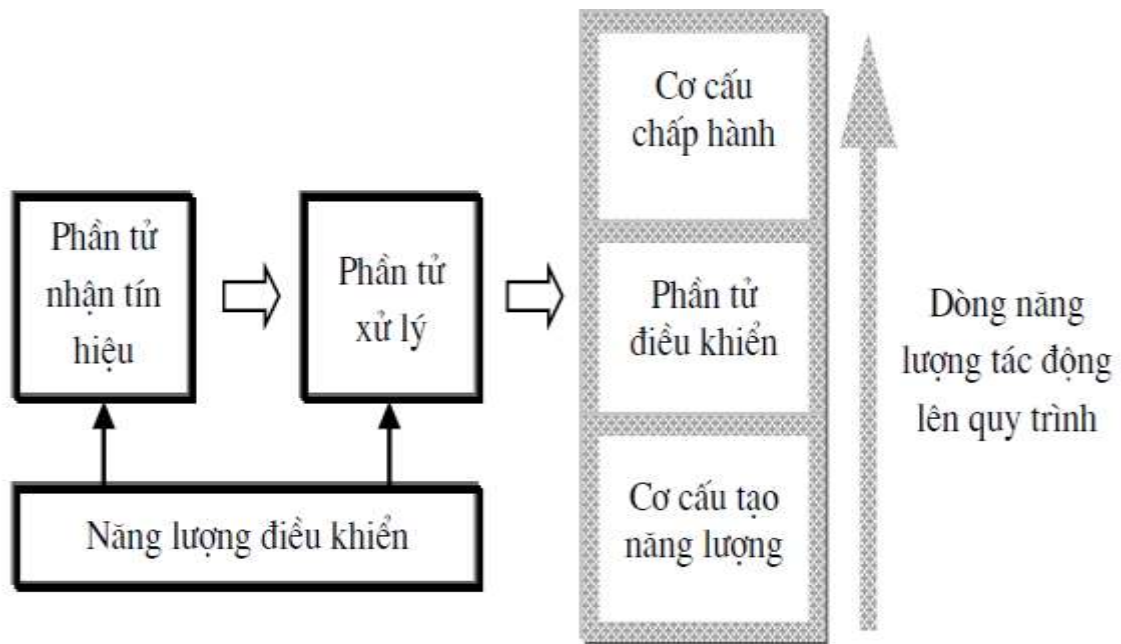 Phần tử
nhận tín
hiệu
Phần tử
xử lý
Năng lượng điều khiển
Cơ cấu
chấp hành
Phần tử
điều khiển
Cơ cấu tạo
năng lượng
Dòng năng
lượng tác động
lên quy trình